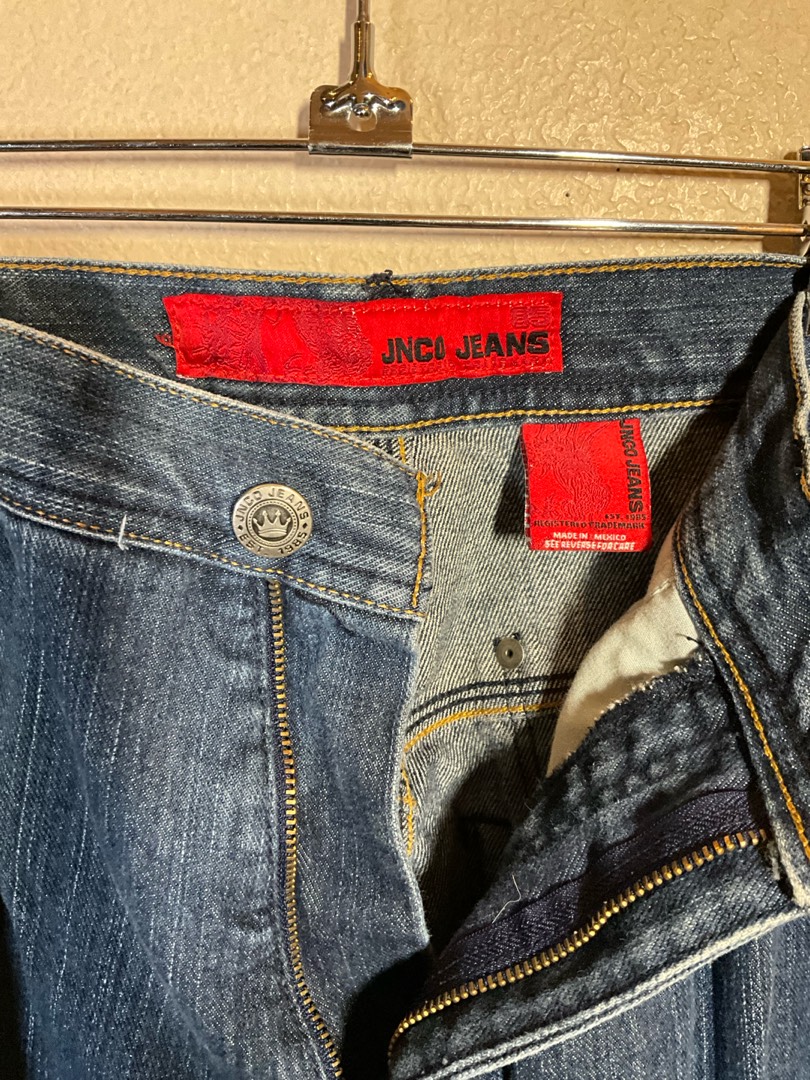 JNCO JEANS
JNCO JEANS
EST. 1985
REGISTERED TRADEMARK
MADE IN MEXICO
SEE REVERSE FOR CARE
JNCO JEANS
EST. 1985